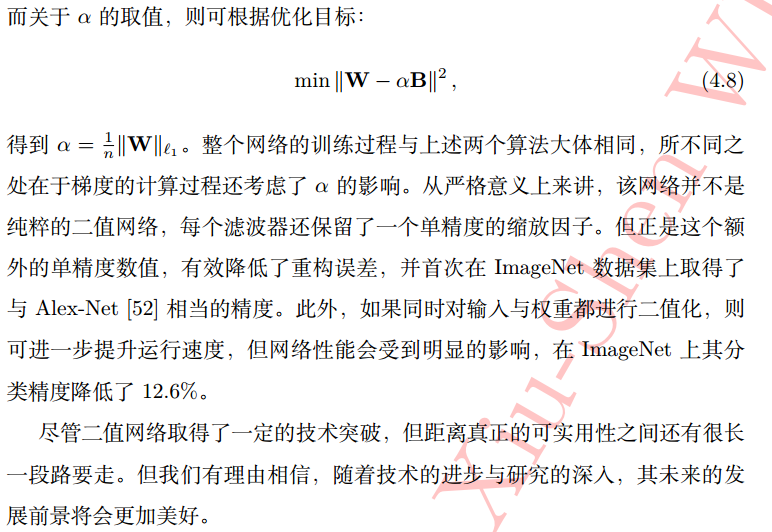 而关于 α 的取值，则可根据优化目标：
min ‖W − αB‖² , (4.8)
得到 α = 1/n ‖W‖ℓ₁。整个网络的训练过程与上述两个算法大体相同，所不同之
处在于梯度的计算过程还考虑了 α 的影响。从严格意义上来讲，该网络并不是
纯粹的二值网络，每个滤波器还保留了一个单精度的缩放因子。但正是这个额
外的单精度数值，有效降低了重构误差，并首次在 ImageNet 数据集上取得了
与 Alex-Net [52] 相当的精度。此外，如果同时对输入与权重都进行二值化，则
可进一步提升运行速度，但网络性能会受到明显的影响，在 ImageNet 上其分
类精度降低了 12.6%。
尽管二值网络取得了一定的技术突破，但距离真正的可实用性之间还有很长
一段路要走。但我们有理由相信，随着技术的进步与研究的深入，其未来的发
展前景将会更加美好。
Xiu-Shen W